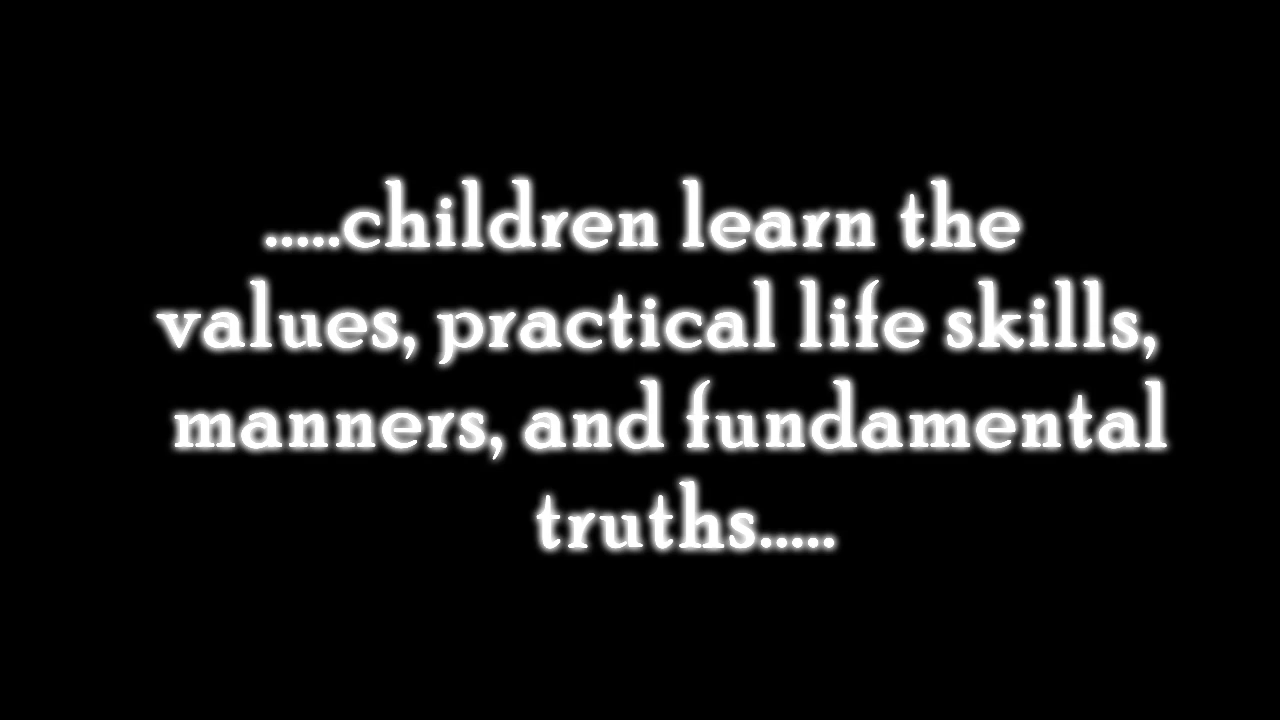 .....children learn the
values, practical life skills,
manners, and fundamental
truths.....